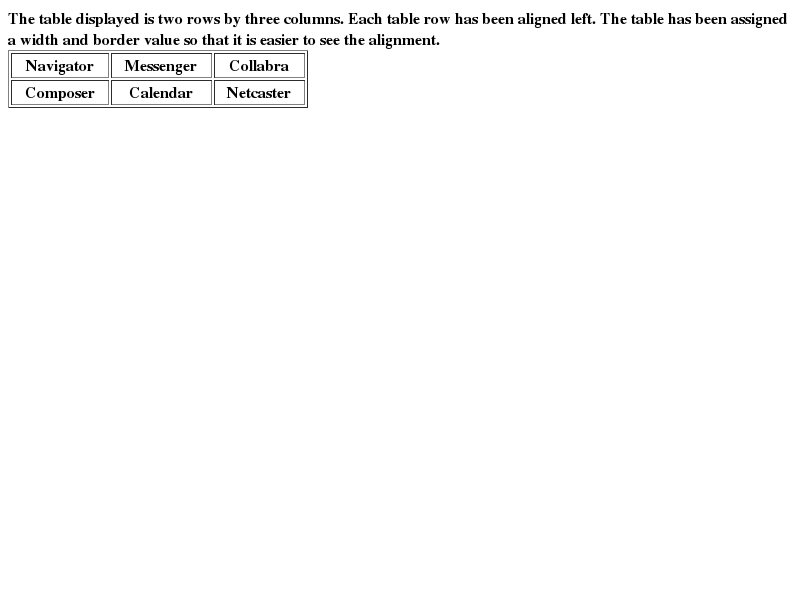 The table displayed is two rows by three columns. Each table row has been aligned left. The table has been assigned
a width and border value so that it is easier to see the alignment.
Navigator Messenger Collabra
Composer Calendar Netcaster